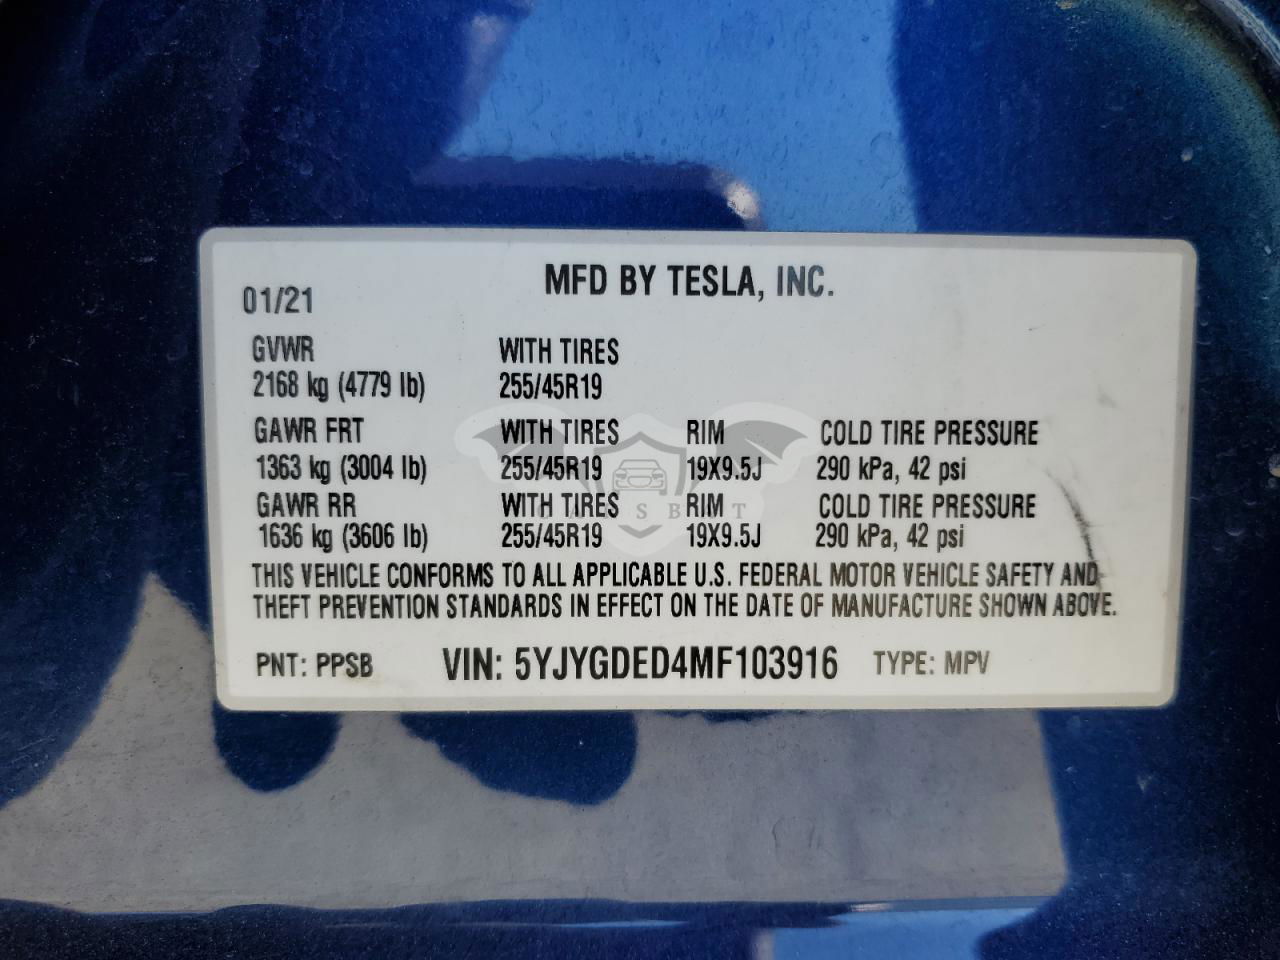 MFD BY TESLA, INC.
01/21
GVWR WITH TIRES
2168 kg (4779 lb) 255/45R19
GAWR FRT WITH TIRES RIM COLD TIRE PRESSURE
1363 kg (3004 lb) 255/45R19 19X9.5J 290 kPa, 42 psi
GAWR RR WITH TIRES RIM COLD TIRE PRESSURE
1636 kg (3606 lb) 255/45R19 19X9.5J 290 kPa, 42 psi
THIS VEHICLE CONFORMS TO ALL APPLICABLE U.S. FEDERAL MOTOR VEHICLE SAFETY AND
THEFT PREVENTION STANDARDS IN EFFECT ON THE DATE OF MANUFACTURE SHOWN ABOVE.
PNT: PPSB VIN: 5YJYGDED4MF103916 TYPE: MPV